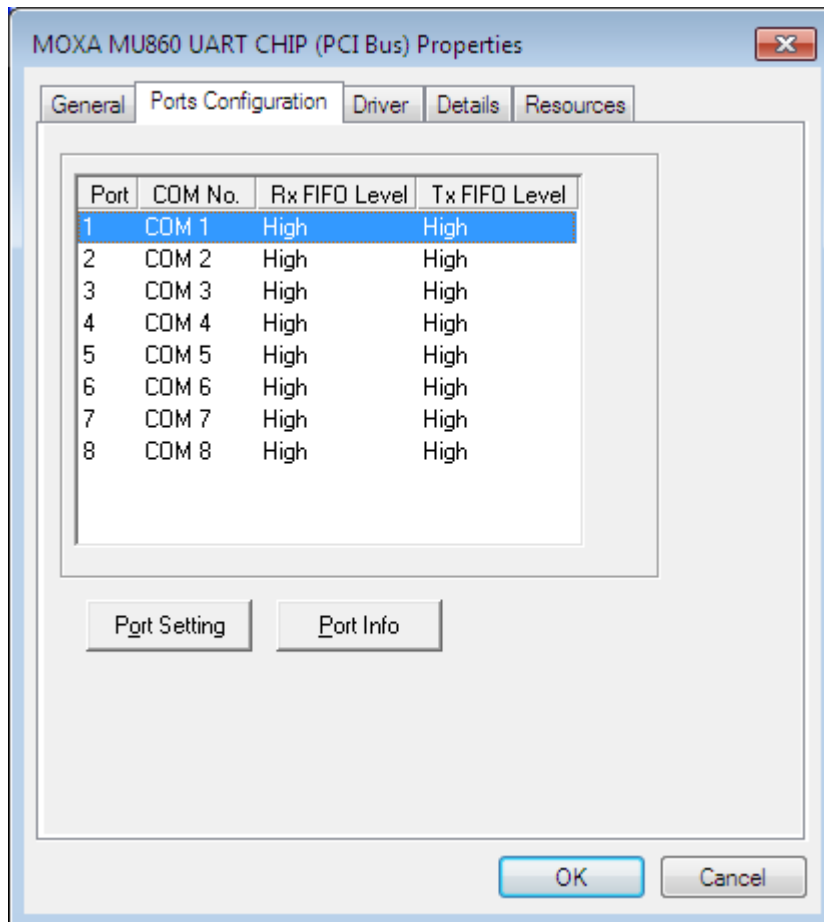 MOXA MU860 UART CHIP (PCI Bus) Properties
General Ports Configuration Driver Details Resources
Port COM No. Rx FIFO Level Tx FIFO Level
1 COM 1 High High
2 COM 2 High High
3 COM 3 High High
4 COM 4 High High
5 COM 5 High High
6 COM 6 High High
7 COM 7 High High
8 COM 8 High High
Port Setting Port Info
OK Cancel